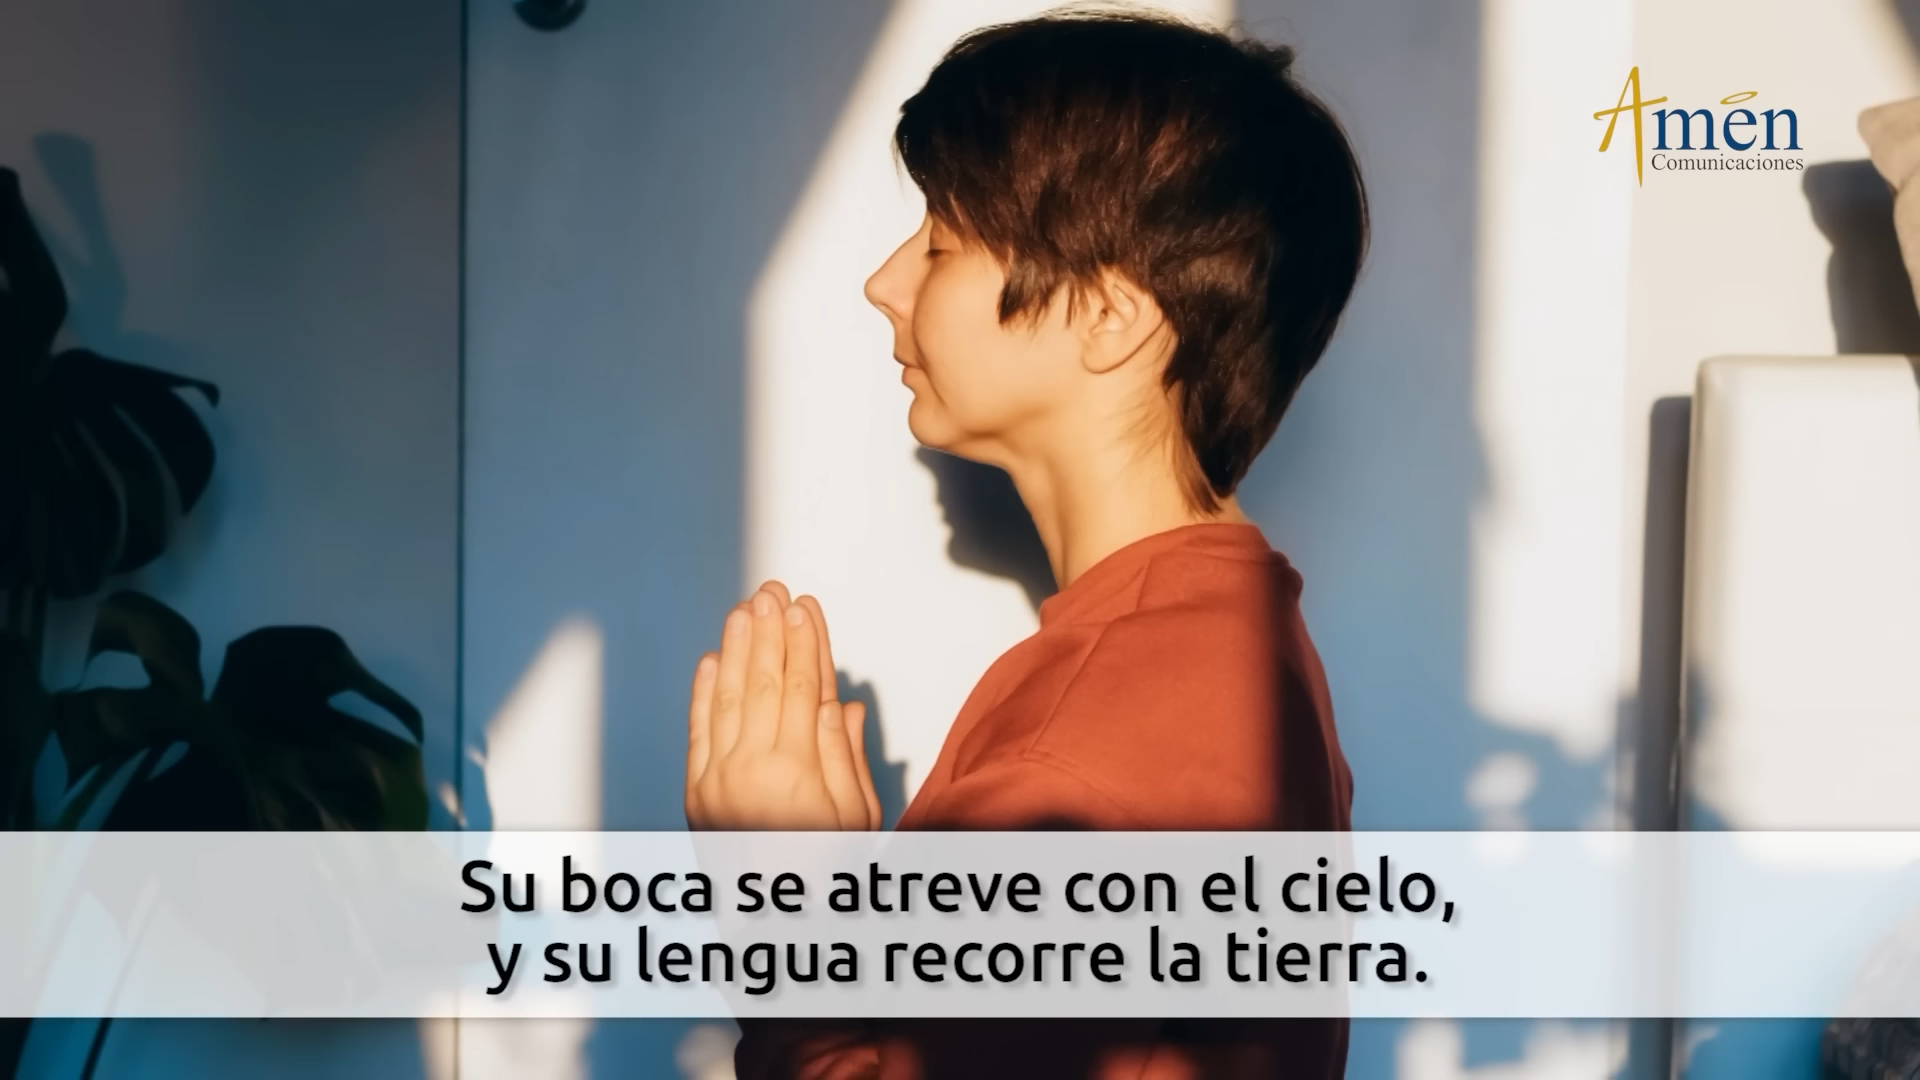 Amén
Comunicaciones
Su boca se atreve con el cielo,
y su lengua recorre la tierra.